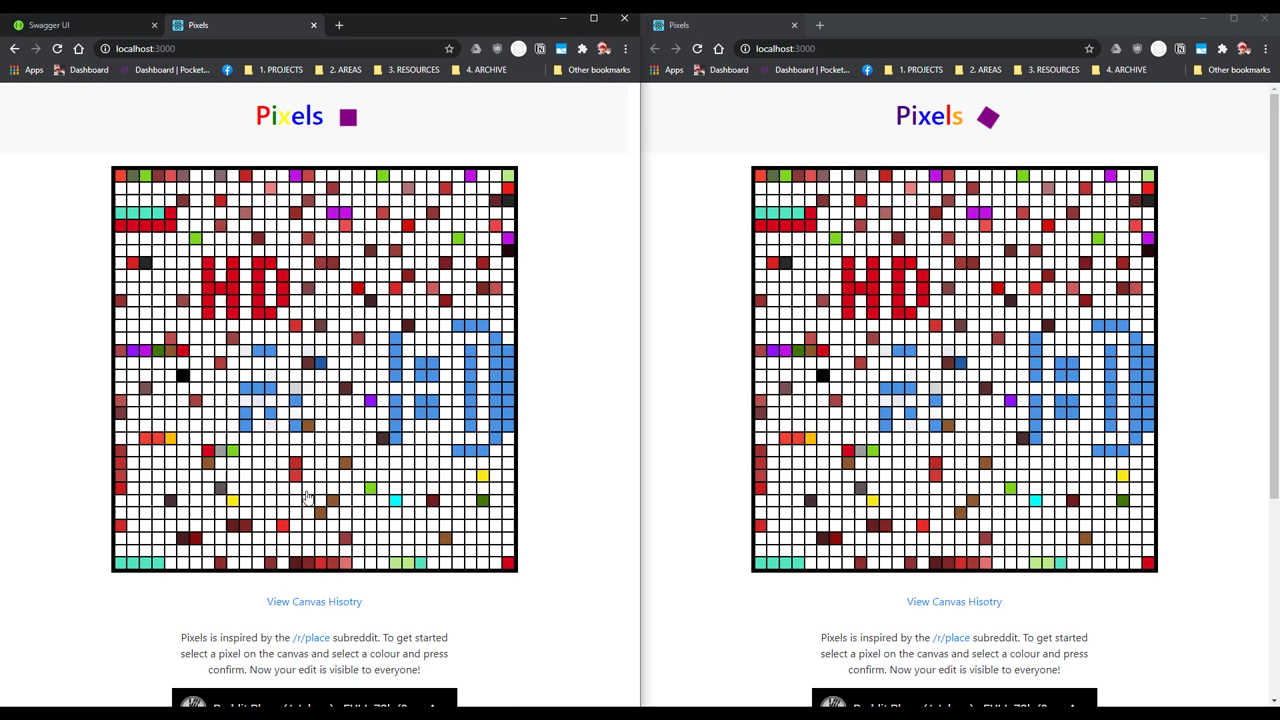 Swagger UI
Pixels
localhost:3000
Apps
Dashboard
Dashboard | Pocket...
1. PROJECTS
2. AREAS
3. RESOURCES
4. ARCHIVE
Other bookmarks
Pixels
HD
View Canvas Hisotry
Pixels is inspired by the /r/place subreddit. To get started
select a pixel on the canvas and select a colour and press
confirm. Now your edit is visible to everyone!
Pixels
localhost:3000
Apps
Dashboard
Dashboard | Pocket...
1. PROJECTS
2. AREAS
3. RESOURCES
4. ARCHIVE
Other bookmarks
Pixels
HD
View Canvas Hisotry
Pixels is inspired by the /r/place subreddit. To get started
select a pixel on the canvas and select a colour and press
confirm. Now your edit is visible to everyone!